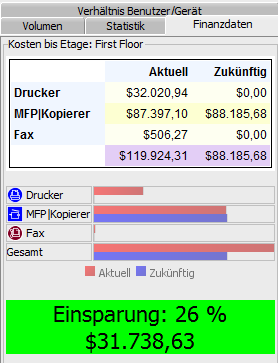 Verhältnis Benutzer/Gerät
Volumen Statistik Finanzdaten
Kosten bis Etage: First Floor
Aktuell Zukünftig
Drucker $32.020,94 $0,00
MFP|Kopierer $87.397,10 $88.185,68
Fax $506,27 $0,00
$119.924,31 $88.185,68
Drucker
MFP|Kopierer
Fax
Gesamt
Aktuell Zukünftig
Einsparung: 26 %
$31.738,63